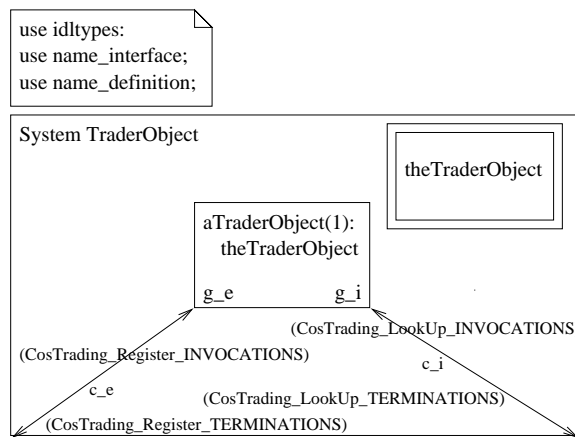 use idltypes:
use name_interface;
use name_definition;
System TraderObject
theTraderObject
aTraderObject(1):
theTraderObject
g_e g_i
(CosTrading_LookUp_INVOCATIONS
(CosTrading_Register_INVOCATIONS)
c_i
c_e
(CosTrading_LookUp_TERMINATIONS)
(CosTrading_Register_TERMINATIONS)